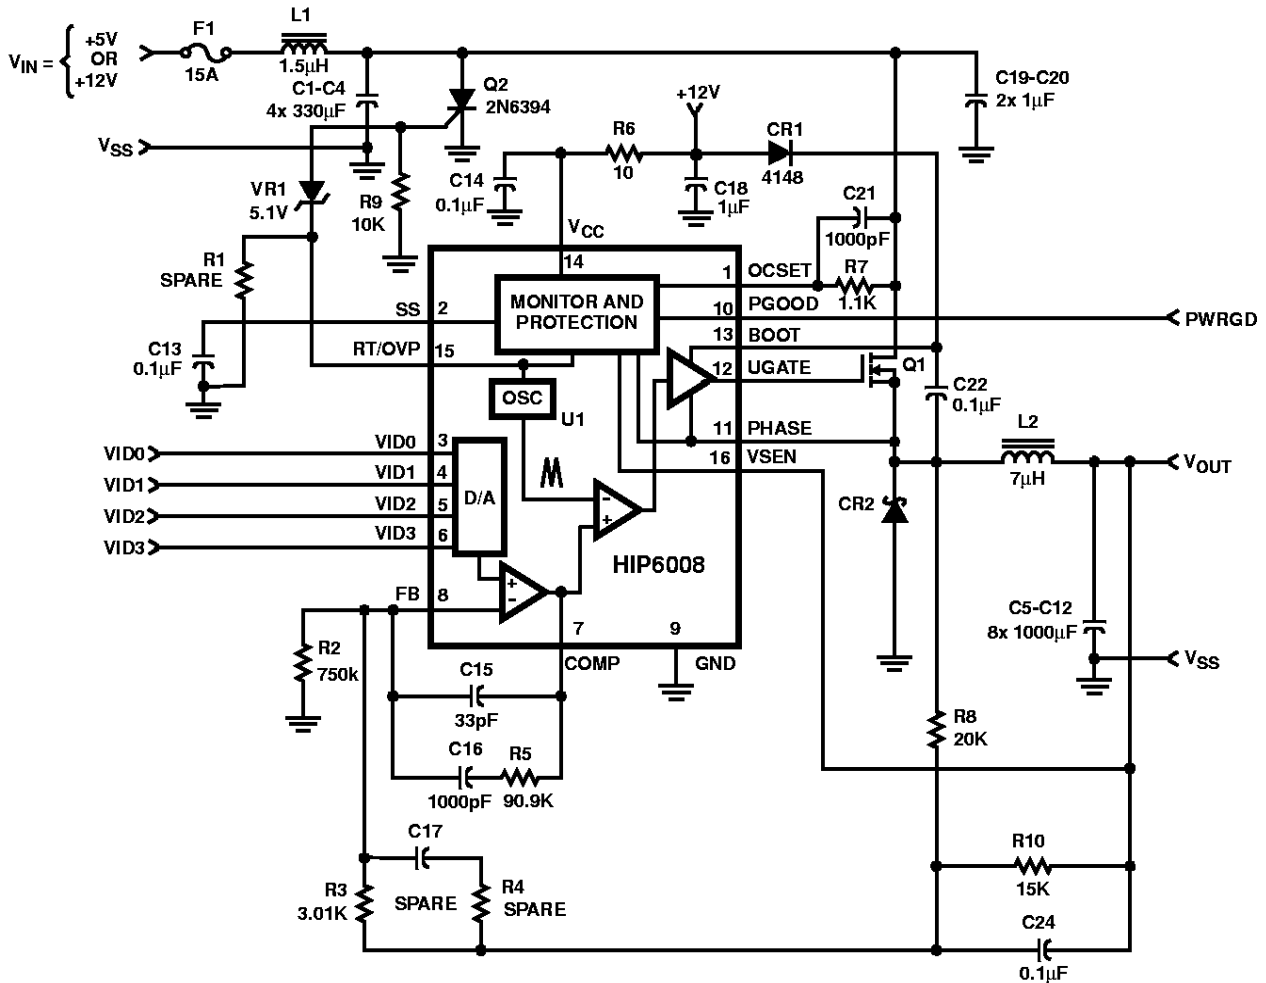 F1
L1
V_IN =
+5V
OR
+12V
15A
1.5µH
C1-C4
4x 330µF
Q2
2N6394
C19-C20
2x 1µF
V_SS
+12V
R6
10
CR1
4148
C14
0.1µF
C18
1µF
VR1
5.1V
R9
10K
C21
1000pF
V_CC
14
R1
SPARE
1
OCSET
R7
1.1K
MONITOR AND
PROTECTION
SS
2
10
PGOOD
PWRGD
13
BOOT
C13
0.1µF
RT/OVP
15
12
UGATE
Q1
OSC
U1
C22
0.1µF
L2
7µH
11
PHASE
16
VSEN
V_OUT
VID0
VID0
3
VID1
VID1
4
VID2
VID2
5
VID3
VID3
6
D/A
-
+
CR2
HIP6008
+
-
FB
8
7
COMP
9
GND
C5-C12
8x 1000µF
V_SS
R2
750k
C15
33pF
R8
20K
C16
1000pF
R5
90.9K
C17
R3
3.01K
SPARE
R4
SPARE
R10
15K
C24
0.1µF